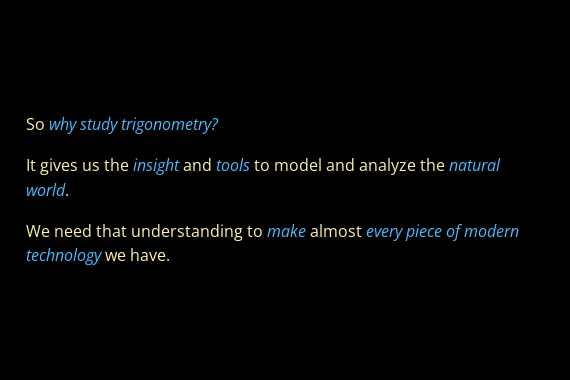 So why study trigonometry?
It gives us the insight and tools to model and analyze the natural
world.
We need that understanding to make almost every piece of modern
technology we have.